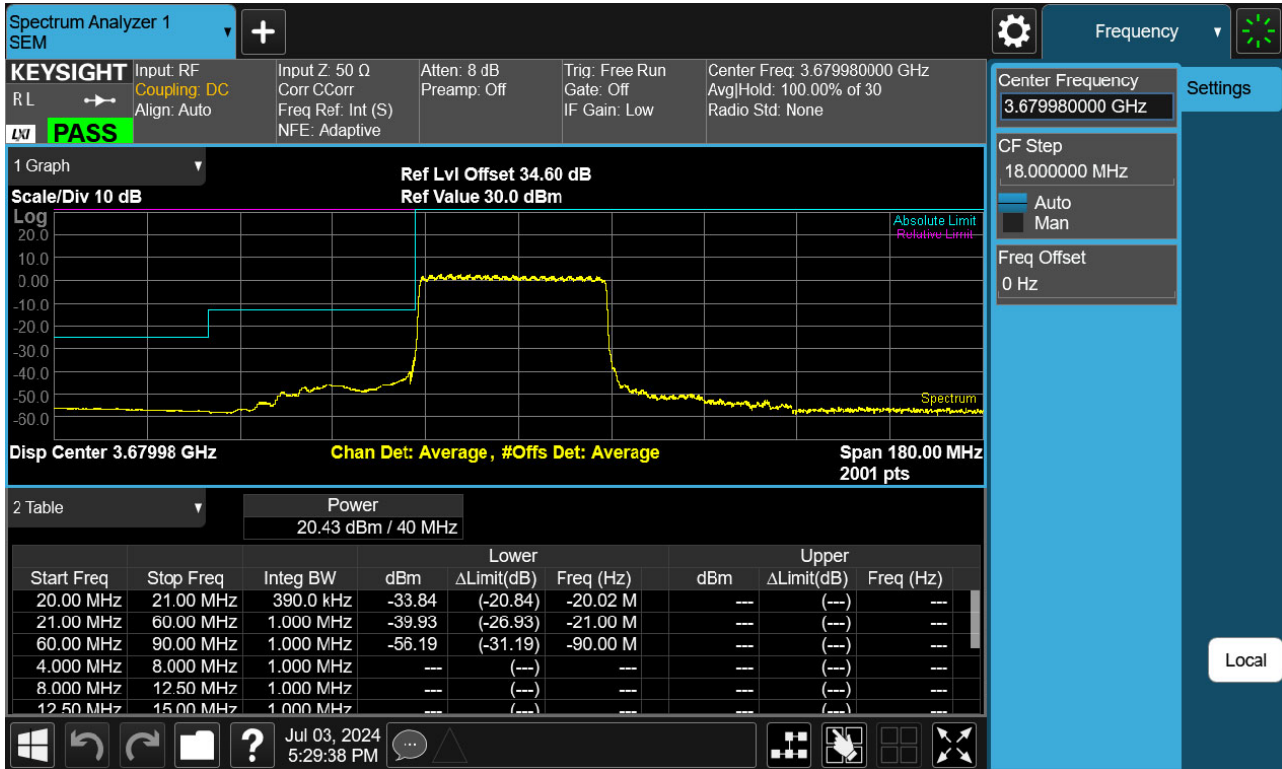 Spectrum Analyzer 1
SEM
Frequency
KEYSIGHT
R L
LXI
PASS
Input: RF
Coupling: DC
Align: Auto
Input Z: 50 Ω
Corr CCorr
Freq Ref: Int (S)
NFE: Adaptive
Atten: 8 dB
Preamp: Off
Trig: Free Run
Gate: Off
IF Gain: Low
Center Freq: 3.679980000 GHz
Avg|Hold: 100.00% of 30
Radio Std: None
Center Frequency
3.679980000 GHz
Settings
CF Step
18.000000 MHz
Auto
Man
Freq Offset
0 Hz
Local
1 Graph
Ref Lvl Offset 34.60 dB
Scale/Div 10 dB
Ref Value 30.0 dBm
Log
Absolute Limit
Relative Limit
20.0
10.0
0.00
-10.0
-20.0
-30.0
-40.0
-50.0
-60.0
Spectrum
Disp Center 3.67998 GHz
Chan Det: Average, #Offs Det: Average
Span 180.00 MHz
2001 pts
2 Table
Power
20.43 dBm / 40 MHz
Lower Upper
Start Freq Stop Freq Integ BW dBm ΔLimit(dB) Freq (Hz) dBm ΔLimit(dB) Freq (Hz)
20.00 MHz 21.00 MHz 390.0 kHz -33.84 (-20.84) -20.02 M --- (---) ---
21.00 MHz 60.00 MHz 1.000 MHz -39.93 (-26.93) -21.00 M --- (---) ---
60.00 MHz 90.00 MHz 1.000 MHz -56.19 (-31.19) -90.00 M --- (---) ---
4.000 MHz 8.000 MHz 1.000 MHz --- (---) --- --- (---) ---
8.000 MHz 12.50 MHz 1.000 MHz --- (---) --- --- (---) ---
12.50 MHz 15.00 MHz 1.000 MHz --- (---) --- --- (---) ---
?
Jul 03, 2024
5:29:38 PM